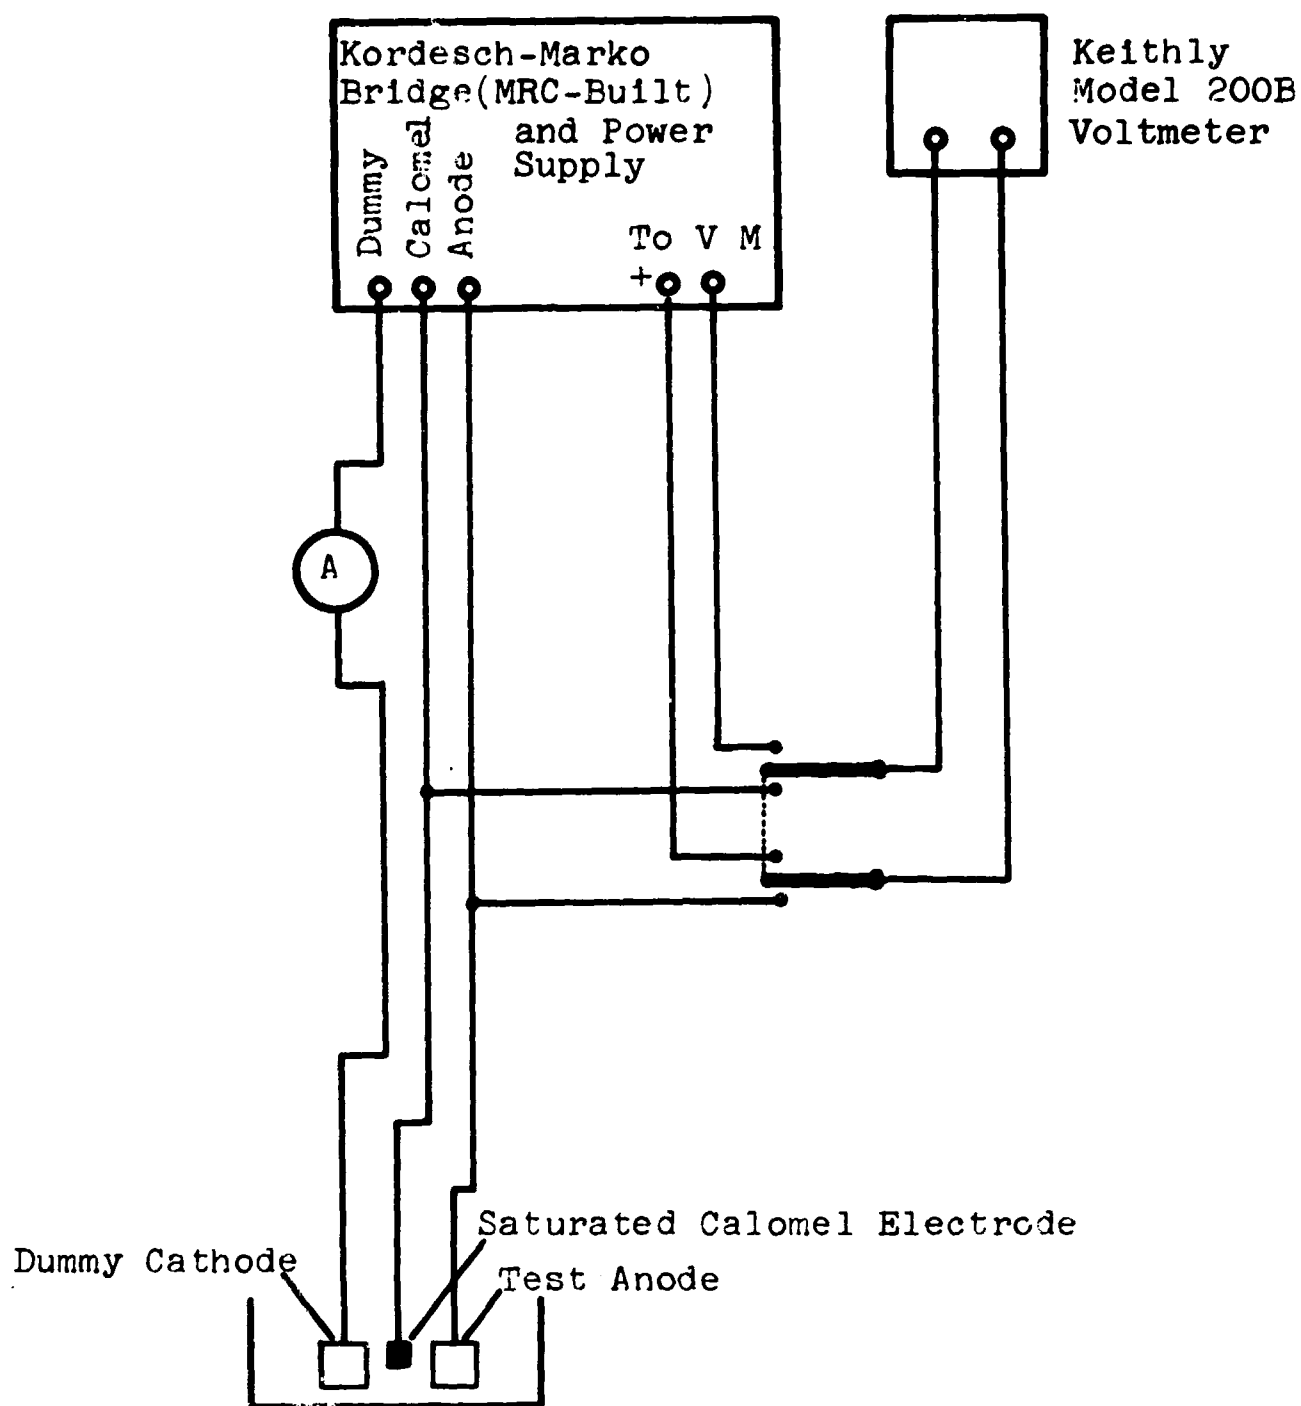 Kordesch-Marko
Bridge(MRC-Built)
and Power
Supply
Dummy
Calomel
Anode
To V M
+
Keithly
Model 200B
Voltmeter
A
Saturated Calomel Electrode
Dummy Cathode
Test Anode